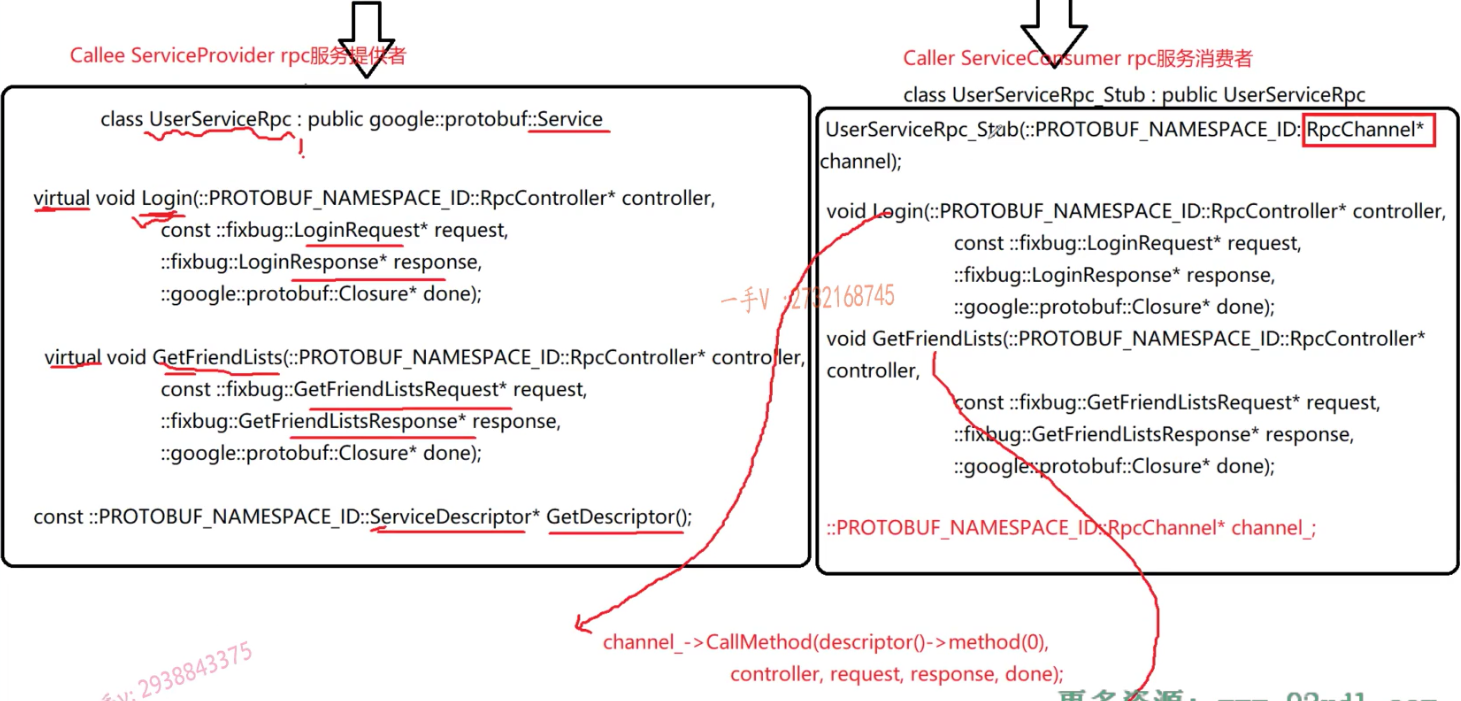 Callee ServiceProvider rpc服务提供者
class UserServiceRpc : public google::protobuf::Service
virtual void Login(::PROTOBUF_NAMESPACE_ID::RpcController* controller,
const ::fixbug::LoginRequest* request,
::fixbug::LoginResponse* response,
::google::protobuf::Closure* done);
virtual void GetFriendLists(::PROTOBUF_NAMESPACE_ID::RpcController* controller,
const ::fixbug::GetFriendListsRequest* request,
::fixbug::GetFriendListsResponse* response,
::google::protobuf::Closure* done);
const ::PROTOBUF_NAMESPACE_ID::ServiceDescriptor* GetDescriptor();
Caller ServiceConsumer rpc服务消费者
class UserServiceRpc_Stub : public UserServiceRpc
UserServiceRpc_Stub(::PROTOBUF_NAMESPACE_ID::RpcChannel*
channel);
void Login(::PROTOBUF_NAMESPACE_ID::RpcController* controller,
const ::fixbug::LoginRequest* request,
::fixbug::LoginResponse* response,
::google::protobuf::Closure* done);
void GetFriendLists(::PROTOBUF_NAMESPACE_ID::RpcController*
controller,
const ::fixbug::GetFriendListsRequest* request,
::fixbug::GetFriendListsResponse* response,
::google::protobuf::Closure* done);
::PROTOBUF_NAMESPACE_ID::RpcChannel* channel_;
一手V :2732168745
channel_->CallMethod(descriptor()->method(0),
controller, request, response, done);
手v: 2938843375
更多资源: